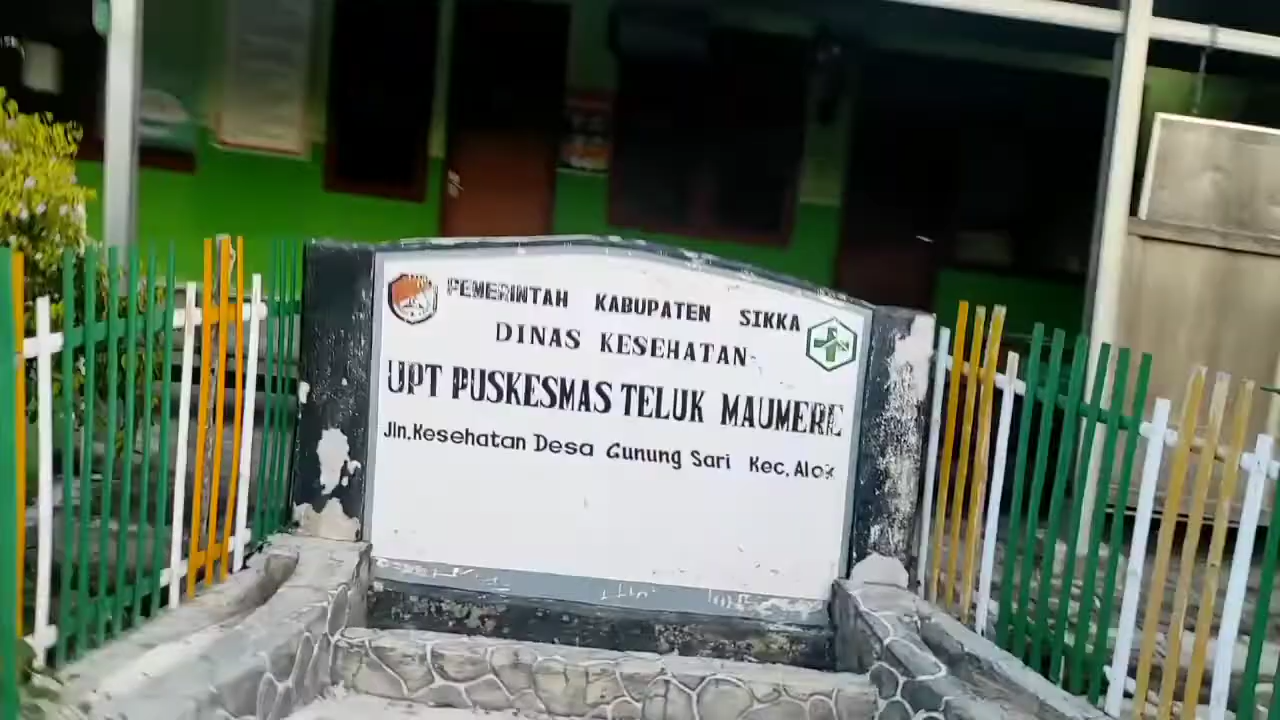 PEMERINTAH KABUPATEN SIKKA
DINAS KESEHATAN
UPT PUSKESMAS TELUK MAUMERE
Jln.Kesehatan Desa Gunung Sari Kec. Alok